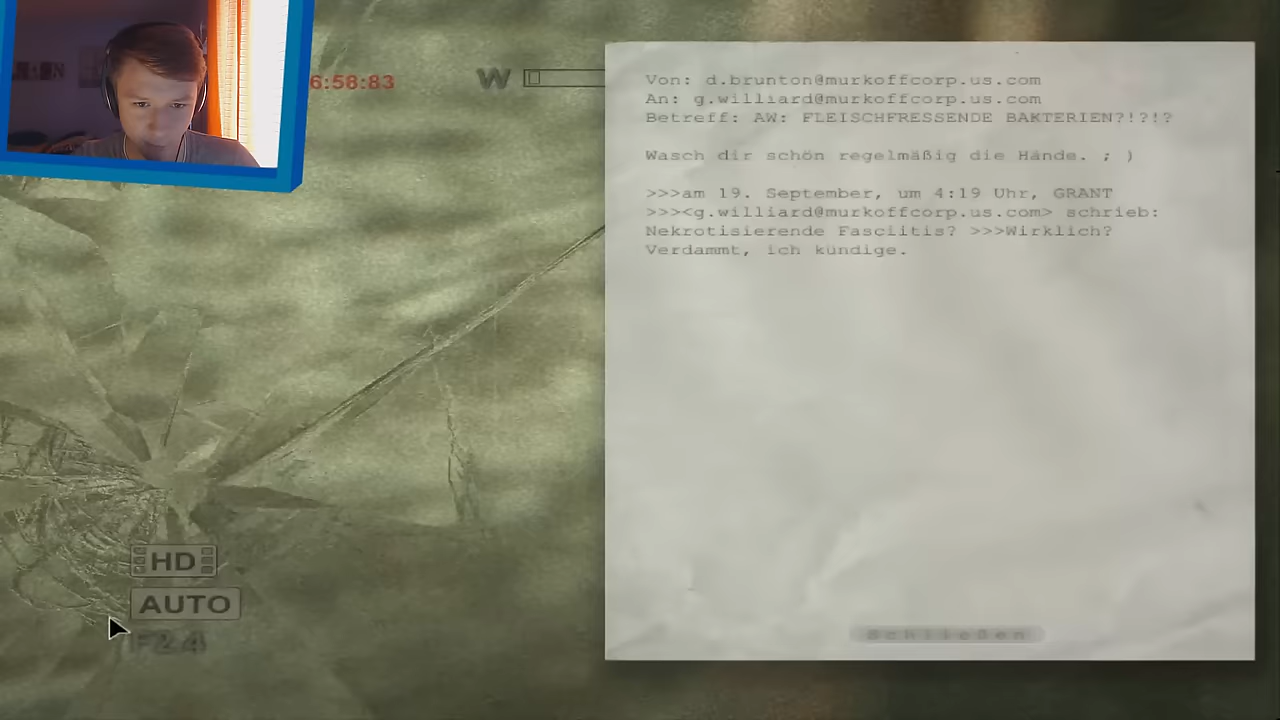 6:58:83
W
Von: d.brunton@murkoffcorp.us.com
An: g.williard@murkoffcorp.us.com
Betreff: AW: FLEISCHFRESSENDE BAKTERIEN?!?!?
Wasch dir schön regelmäßig die Hände. ; )
>>>am 19. September, um 4:19 Uhr, GRANT
>>><g.williard@murkoffcorp.us.com> schrieb:
Nekrotisierende Fasciitis? >>>Wirklich?
Verdammt, ich kündige.
HD
AUTO
F2.4
Schließen